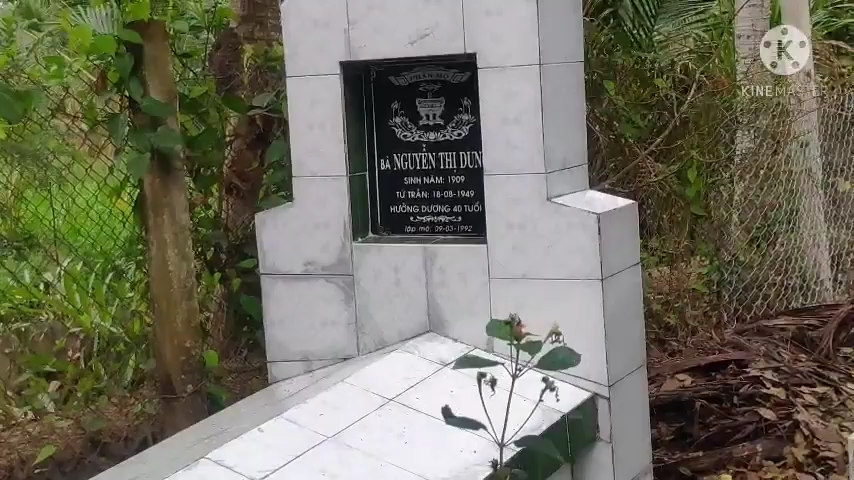 PHẦN MỘ
BÀ NGUYỄN THỊ DUN
SINH NĂM: 1909
TỪ TRẦN: 18-08-1949
HƯỞNG DƯƠNG 40 TUỔI
lập mộ: 09-03-1992
K
KINEMASTER